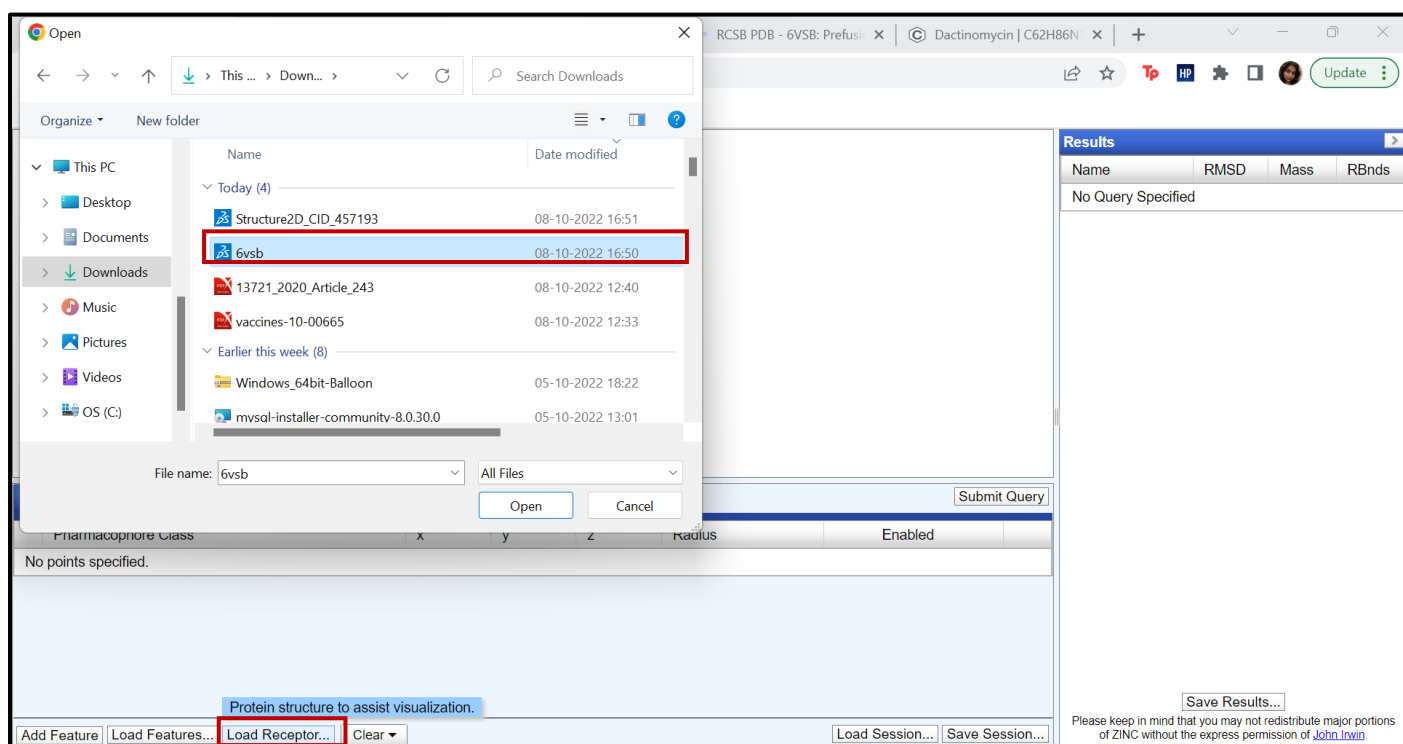 Open
RCSB PDB - 6VSB: Prefusi
Dactinomycin | C62H86N
This ... > Down... >
Search Downloads
Update
Organize
New folder
Name
Date modified
This PC
Desktop
Documents
Downloads
Music
Pictures
Videos
OS (C:)
Today (4)
Structure2D_CID_457193 08-10-2022 16:51
6vsb 08-10-2022 16:50
13721_2020_Article_243 08-10-2022 12:40
vaccines-10-00665 08-10-2022 12:33
Earlier this week (8)
Windows_64bit-Balloon 05-10-2022 18:22
mysql-installer-community-8.0.30.0 05-10-2022 13:01
File name: 6vsb
All Files
Open Cancel
Results
Name RMSD Mass RBnds
No Query Specified
Submit Query
Pharmacophore Class x y z Radius Enabled
No points specified.
Protein structure to assist visualization.
Add Feature Load Features... Load Receptor... Clear
Load Session... Save Session...
Save Results...
Please keep in mind that you may not redistribute major portions
of ZINC without the express permission of John Irwin.